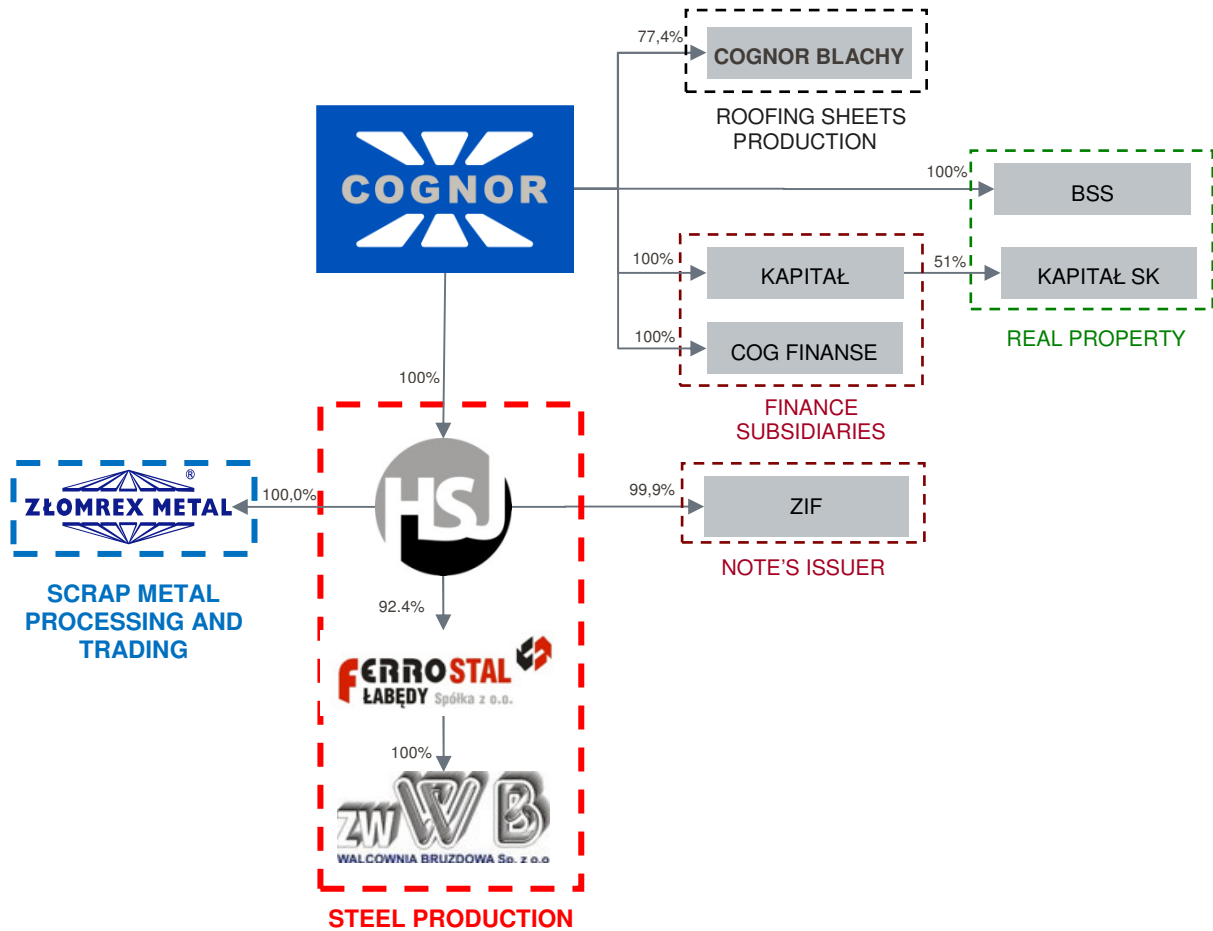 77,4%
COGNOR BLACHY
ROOFING SHEETS
PRODUCTION
COGNOR
100%
BSS
100%
KAPITAŁ
51%
KAPITAŁ SK
REAL PROPERTY
100%
COG FINANSE
FINANCE
SUBSIDIARIES
100%
HSJ
100,0%
ZŁOMREX METAL ®
SCRAP METAL
PROCESSING AND
TRADING
99,9%
ZIF
NOTE'S ISSUER
92.4%
FERROSTAL
ŁABĘDY Spółka z o.o.
100%
ZW WB
WALCOWNIA BRUZDOWA Sp. z o.o
STEEL PRODUCTION